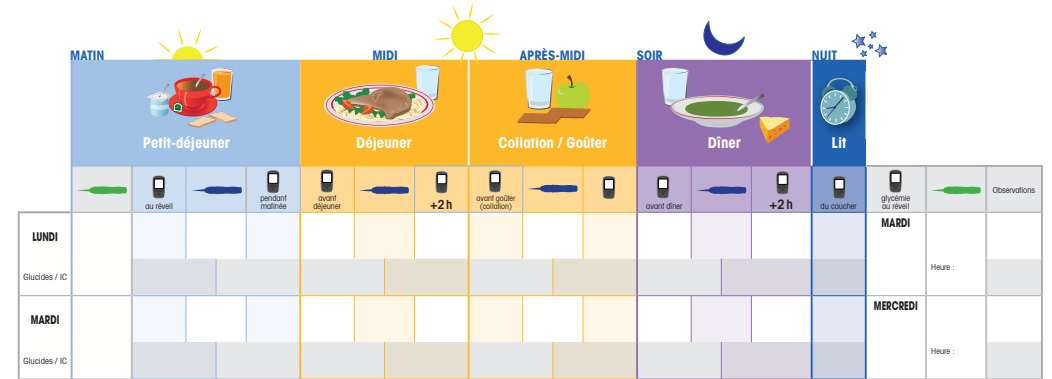 MATIN
MIDI
APRÈS-MIDI
SOIR
NUIT
Petit-déjeuner
Déjeuner
Collation / Goûter
Dîner
Lit
au réveil
pendant
matinée
avant
déjeuner
+2 h
avant goûter
(collation)
avant dîner
+2 h
du coucher
glycémie
au réveil
Observations
LUNDI
MARDI
Glucides / IC
Heure :
MARDI
MERCREDI
Glucides / IC
Heure :